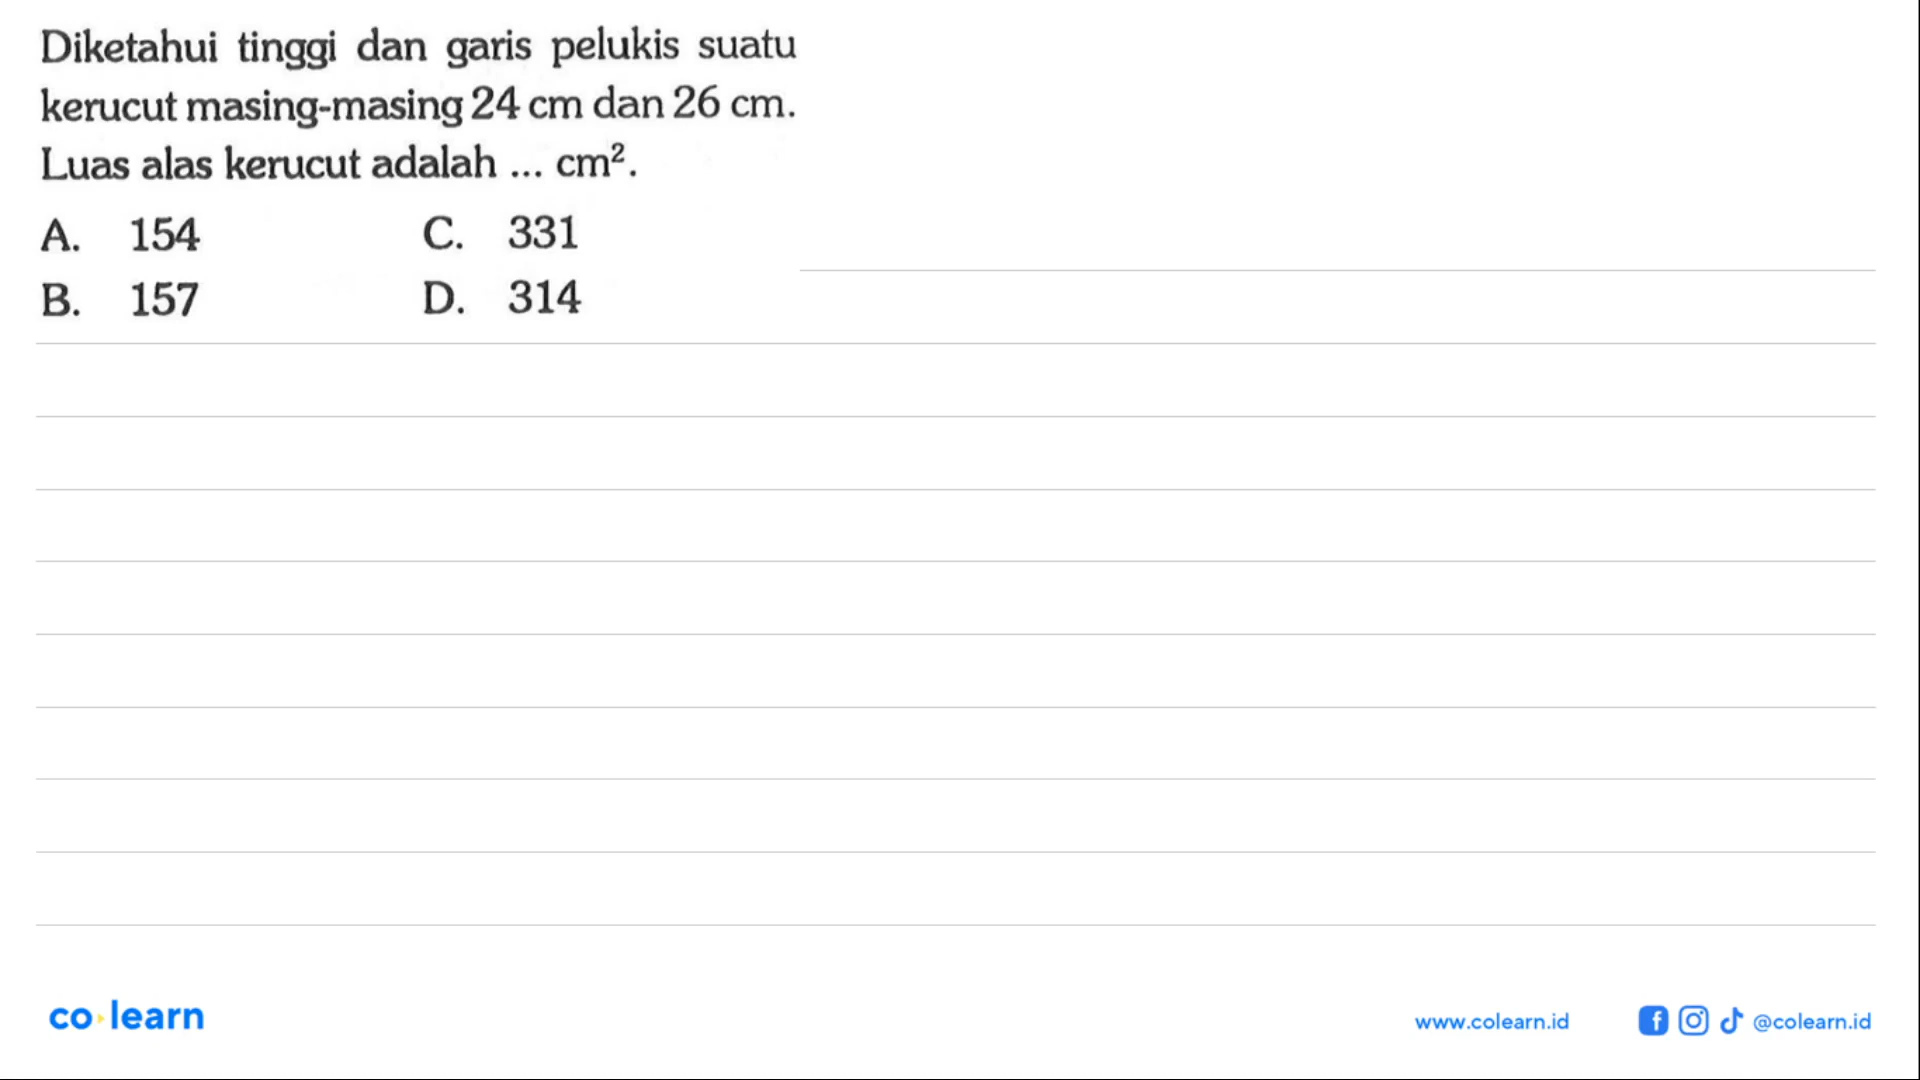 Diketahui tinggi dan garis pelukis suatu
kerucut masing-masing 24 cm dan 26 cm.
Luas alas kerucut adalah ... cm².
A. 154 C. 331
B. 157 D. 314
co learn
www.colearn.id @colearn.id